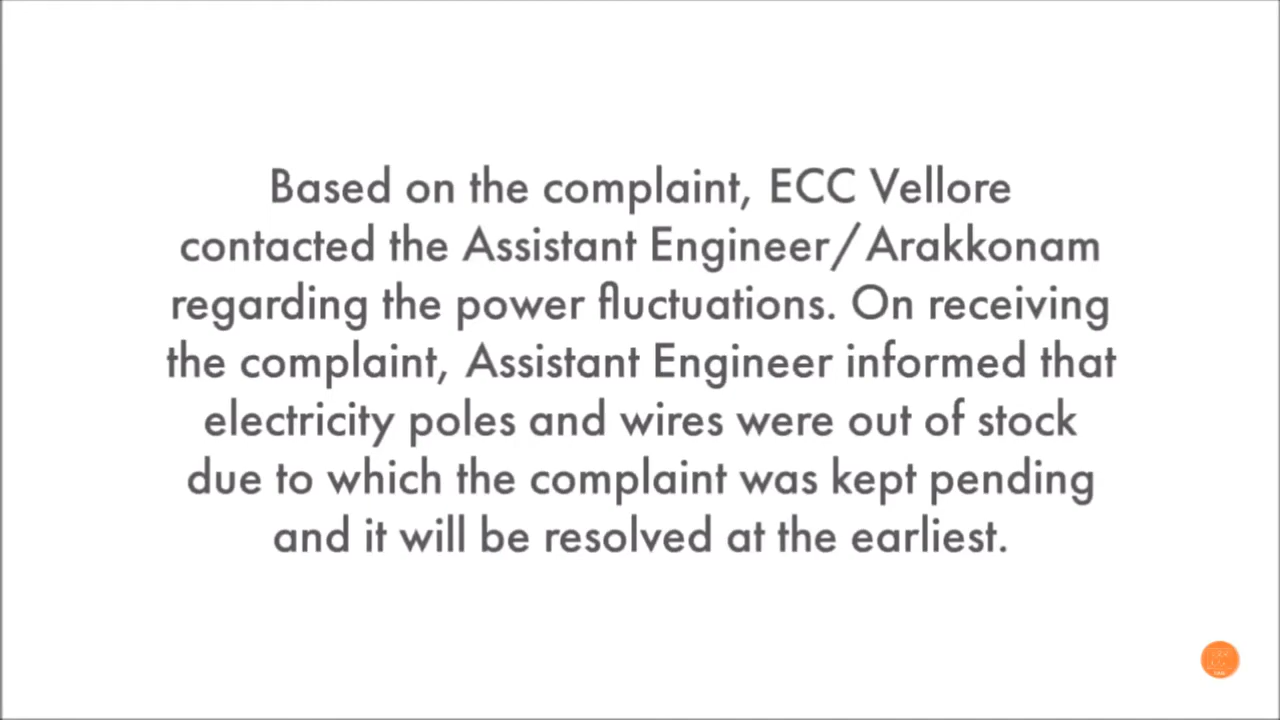 Based on the complaint, ECC Vellore
contacted the Assistant Engineer/Arakkonam
regarding the power fluctuations. On receiving
the complaint, Assistant Engineer informed that
electricity poles and wires were out of stock
due to which the complaint was kept pending
and it will be resolved at the earliest.